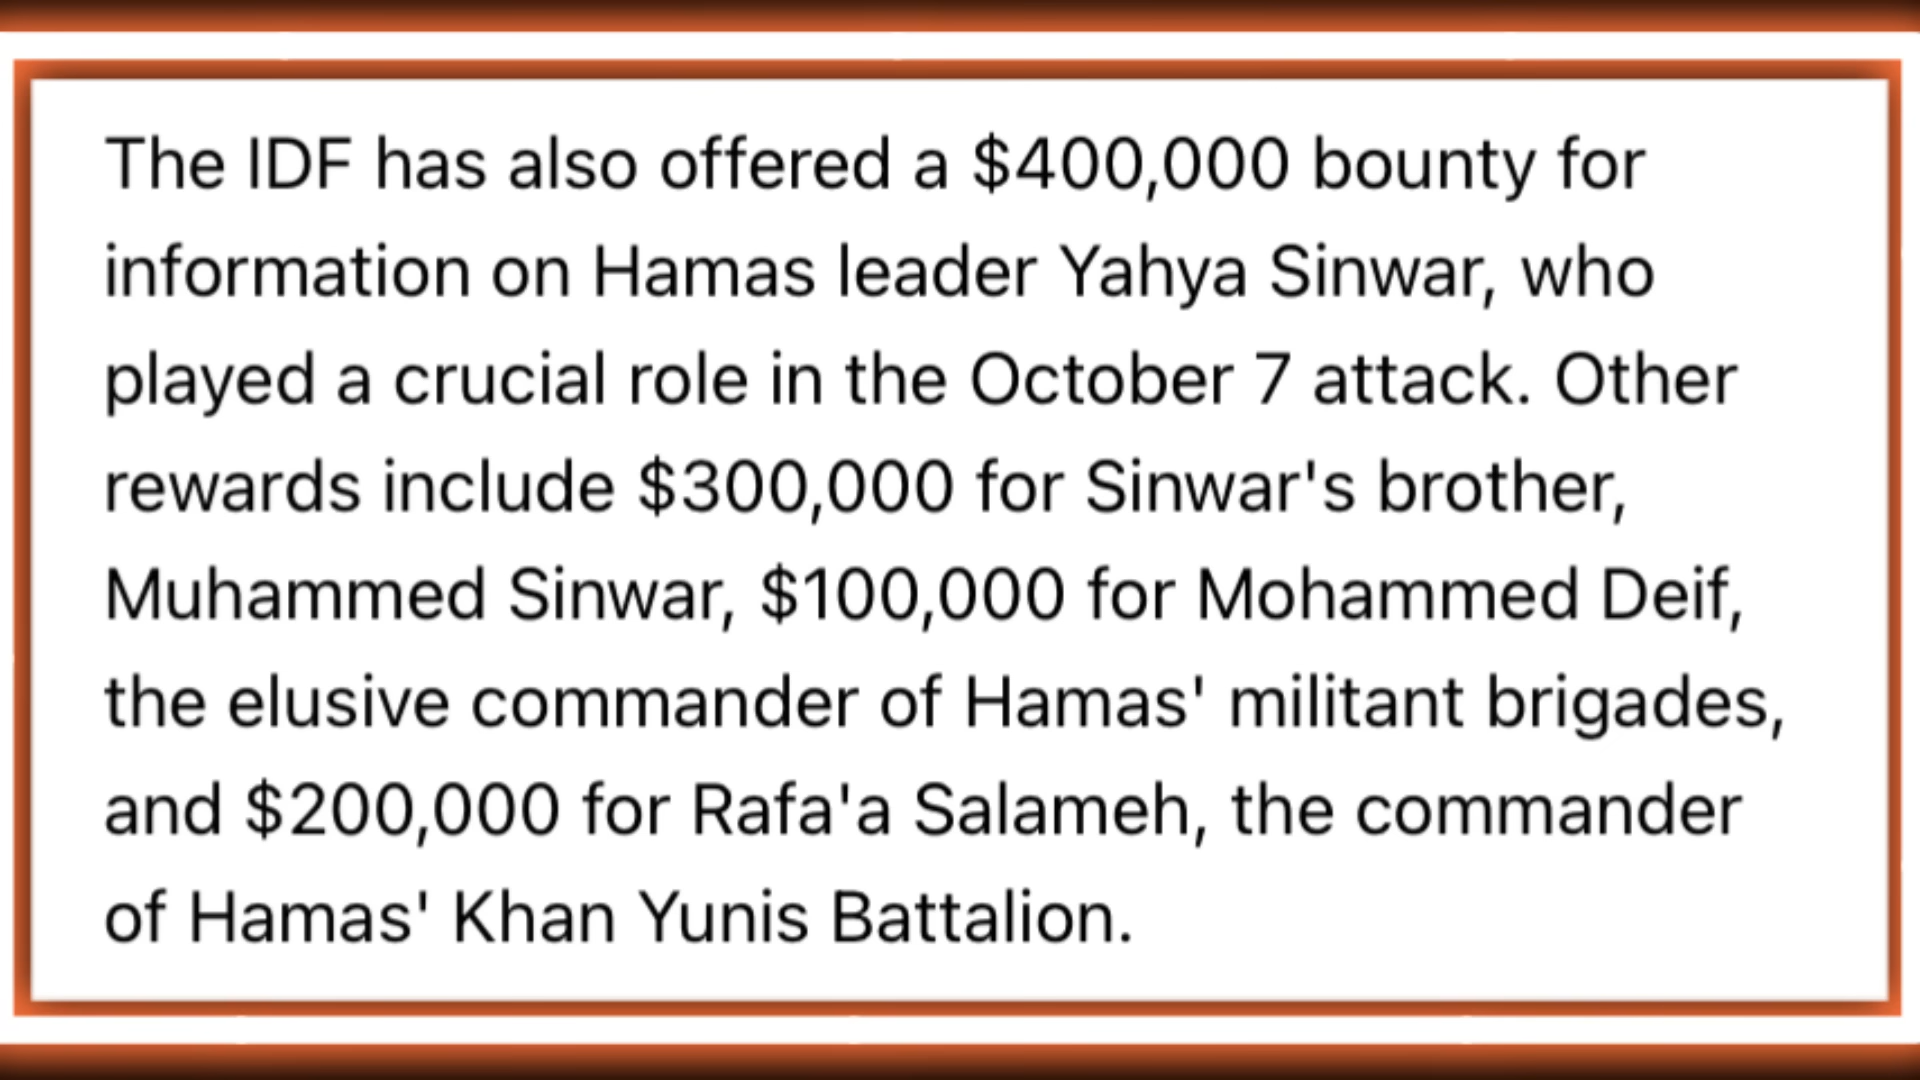 The IDF has also offered a $400,000 bounty for
information on Hamas leader Yahya Sinwar, who
played a crucial role in the October 7 attack. Other
rewards include $300,000 for Sinwar's brother,
Muhammed Sinwar, $100,000 for Mohammed Deif,
the elusive commander of Hamas' militant brigades,
and $200,000 for Rafa'a Salameh, the commander
of Hamas' Khan Yunis Battalion.